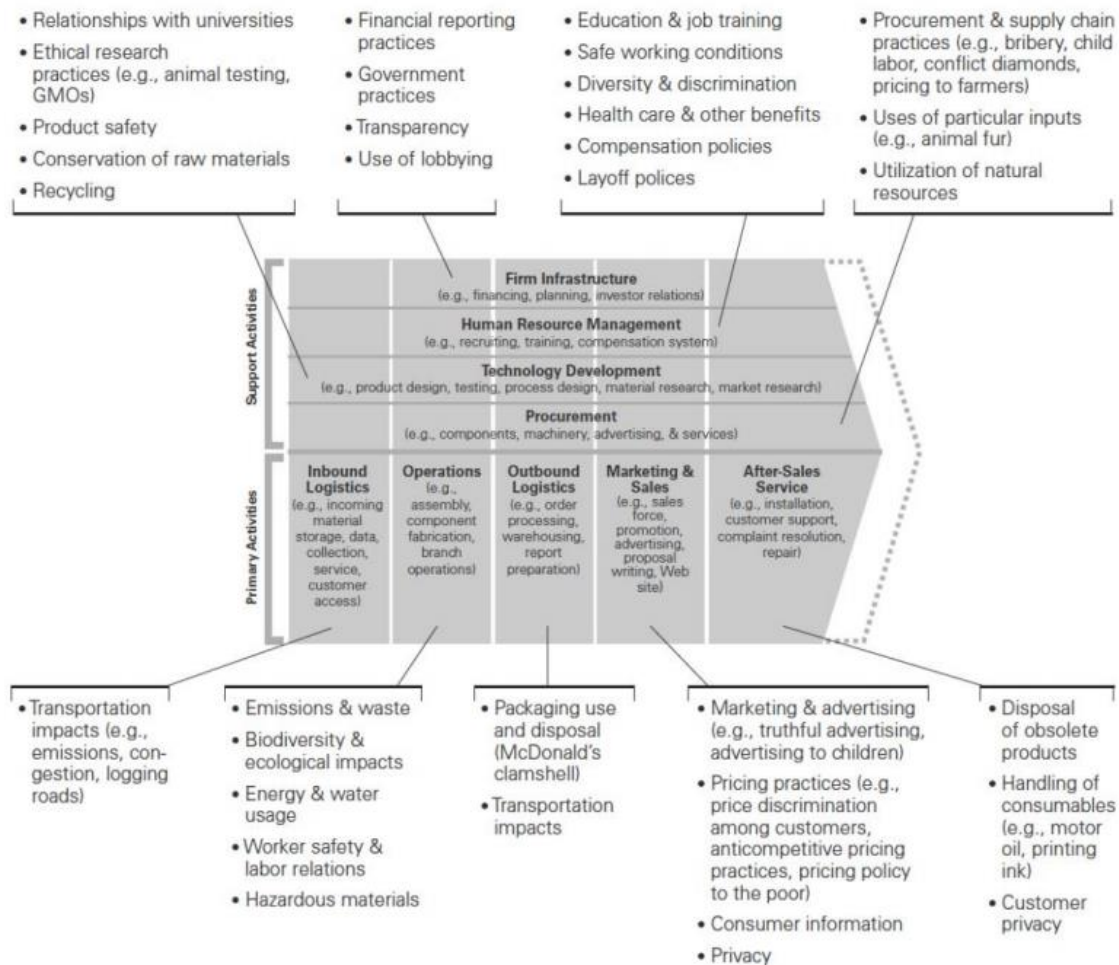 • Relationships with universities
• Ethical research
practices (e.g., animal testing,
GMOs)
• Product safety
• Conservation of raw materials
• Recycling
• Financial reporting
practices
• Government
practices
• Transparency
• Use of lobbying
• Education & job training
• Safe working conditions
• Diversity & discrimination
• Health care & other benefits
• Compensation policies
• Layoff polices
• Procurement & supply chain
practices (e.g., bribery, child
labor, conflict diamonds,
pricing to farmers)
• Uses of particular inputs
(e.g., animal fur)
• Utilization of natural
resources
Support Activities
Firm Infrastructure
(e.g., financing, planning, investor relations)
Human Resource Management
(e.g., recruiting, training, compensation system)
Technology Development
(e.g., product design, testing, process design, material research, market research)
Procurement
(e.g., components, machinery, advertising, & services)
Primary Activities
Inbound
Logistics
(e.g., incoming
material
storage, data,
collection,
service,
customer
access)
Operations
(e.g.,
assembly,
component
fabrication,
branch
operations)
Outbound
Logistics
(e.g., order
processing,
warehousing,
report
preparation)
Marketing &
Sales
(e.g., sales
force,
promotion,
advertising,
proposal
writing, Web
site)
After-Sales
Service
(e.g., installation,
customer support,
complaint resolution,
repair)
• Transportation
impacts (e.g.,
emissions, con-
gestion, logging
roads)
• Emissions & waste
• Biodiversity &
ecological impacts
• Energy & water
usage
• Worker safety &
labor relations
• Hazardous materials
• Packaging use
and disposal
(McDonald's
clamshell)
• Transportation
impacts
• Marketing & advertising
(e.g., truthful advertising,
advertising to children)
• Pricing practices (e.g.,
price discrimination
among customers,
anticompetitive pricing
practices, pricing policy
to the poor)
• Consumer information
• Privacy
• Disposal
of obsolete
products
• Handling of
consumables
(e.g., motor
oil, printing
ink)
• Customer
privacy